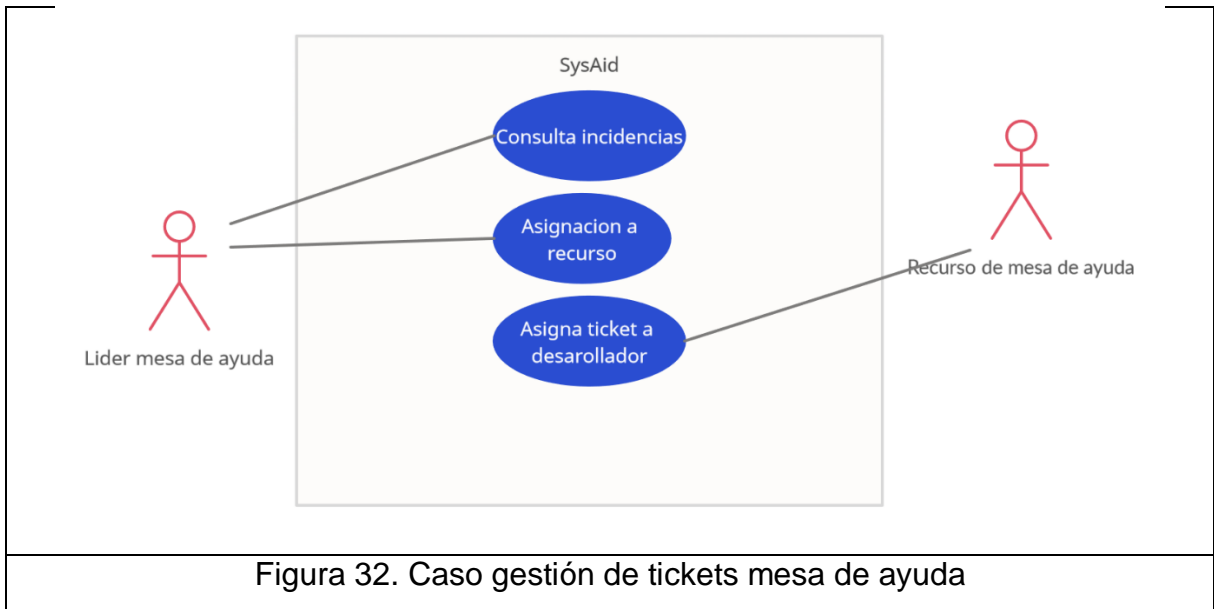 SysAid
Consulta incidencias
Asignacion a
recurso
Asigna ticket a
desarollador
Recurso de mesa de ayuda
Lider mesa de ayuda
Figura 32. Caso gestión de tickets mesa de ayuda